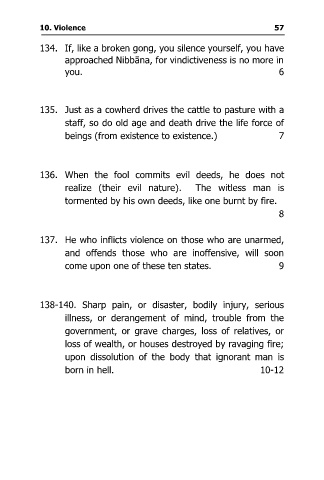 10. Violence 57
134. If, like a broken gong, you silence yourself, you have
approached Nibbāna, for vindictiveness is no more in
you. 6
135. Just as a cowherd drives the cattle to pasture with a
staff, so do old age and death drive the life force of
beings (from existence to existence.) 7
136. When the fool commits evil deeds, he does not
realize (their evil nature). The witless man is
tormented by his own deeds, like one burnt by fire.
8
137. He who inflicts violence on those who are unarmed,
and offends those who are inoffensive, will soon
come upon one of these ten states. 9
138-140. Sharp pain, or disaster, bodily injury, serious
illness, or derangement of mind, trouble from the
government, or grave charges, loss of relatives, or
loss of wealth, or houses destroyed by ravaging fire;
upon dissolution of the body that ignorant man is
born in hell. 10-12